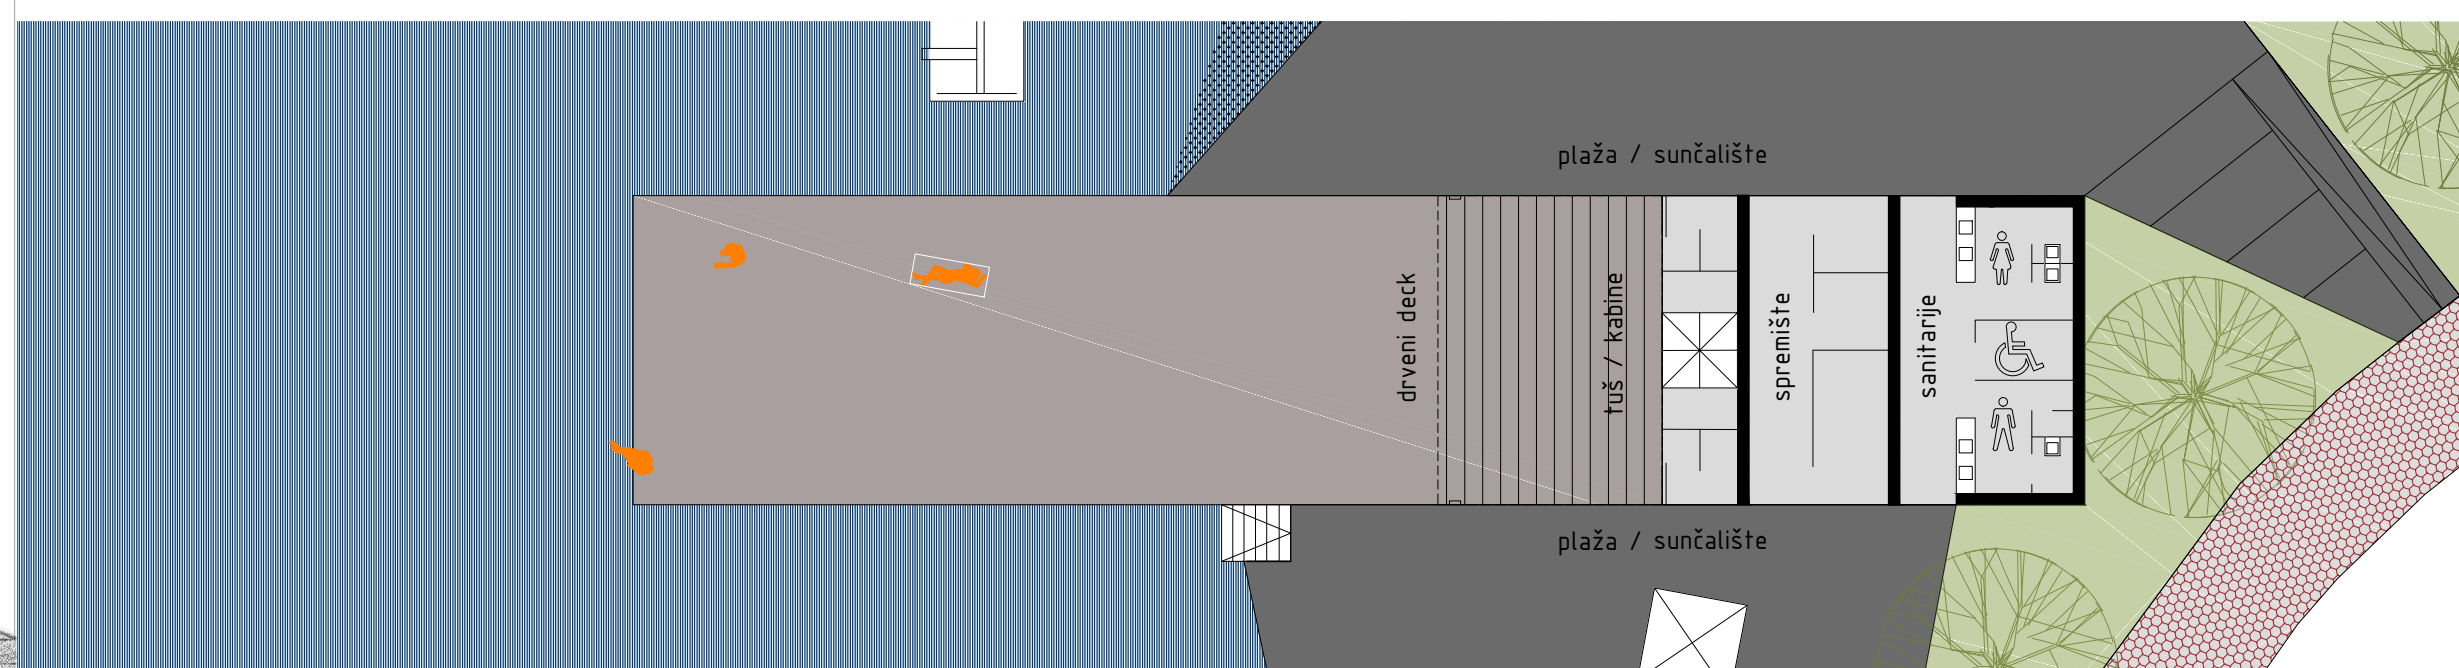 plaža / sunčalište
drveni deck
tuš / kabine
spremište
sanitarije
plaža / sunčalište